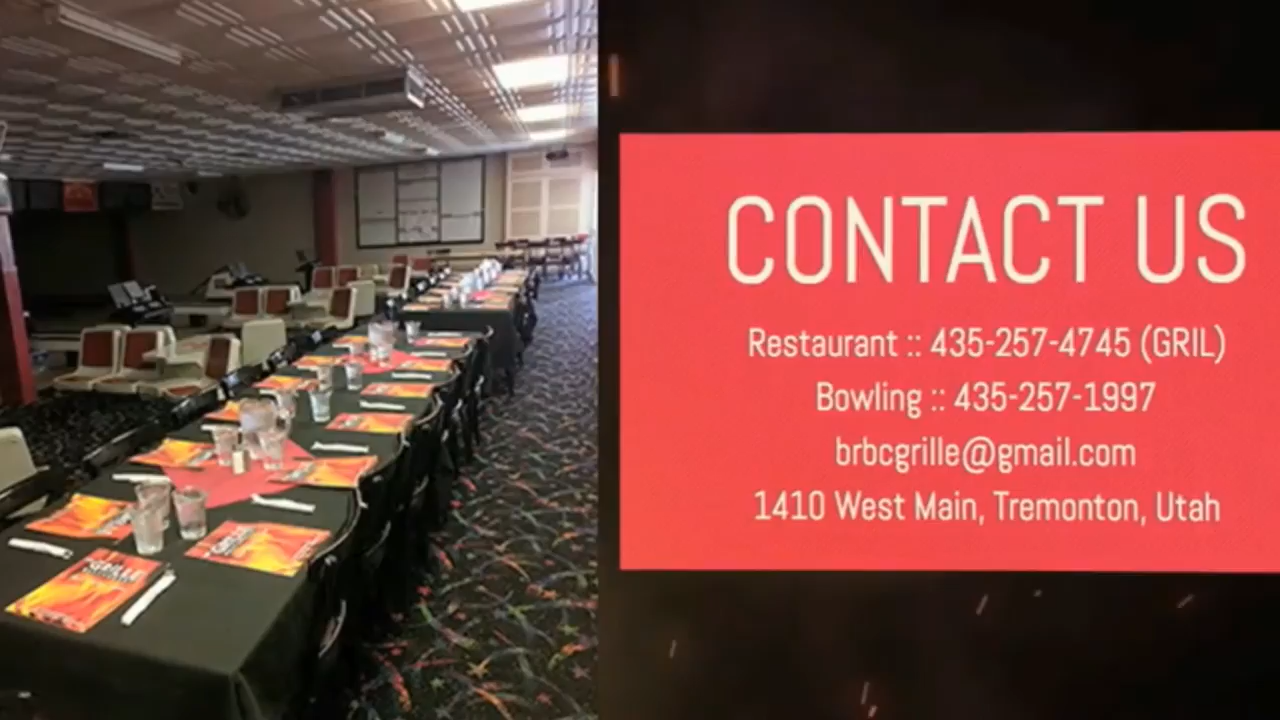 GRILLE
CONTACT US
Restaurant :: 435-257-4745 (GRIL)
Bowling :: 435-257-1997
brbcgrille@gmail.com
1410 West Main, Tremonton, Utah